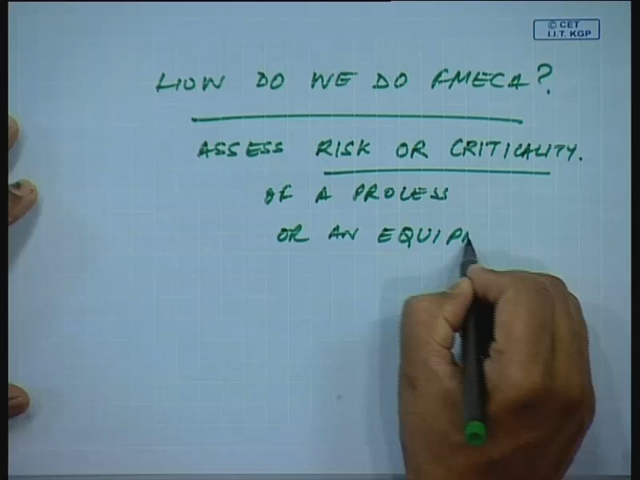 © CET
I.I.T. KGP
HOW DO WE DO FMECA?
ASSESS RISK OR CRITICALITY.
OF A PROCESS
OR AN EQUIP